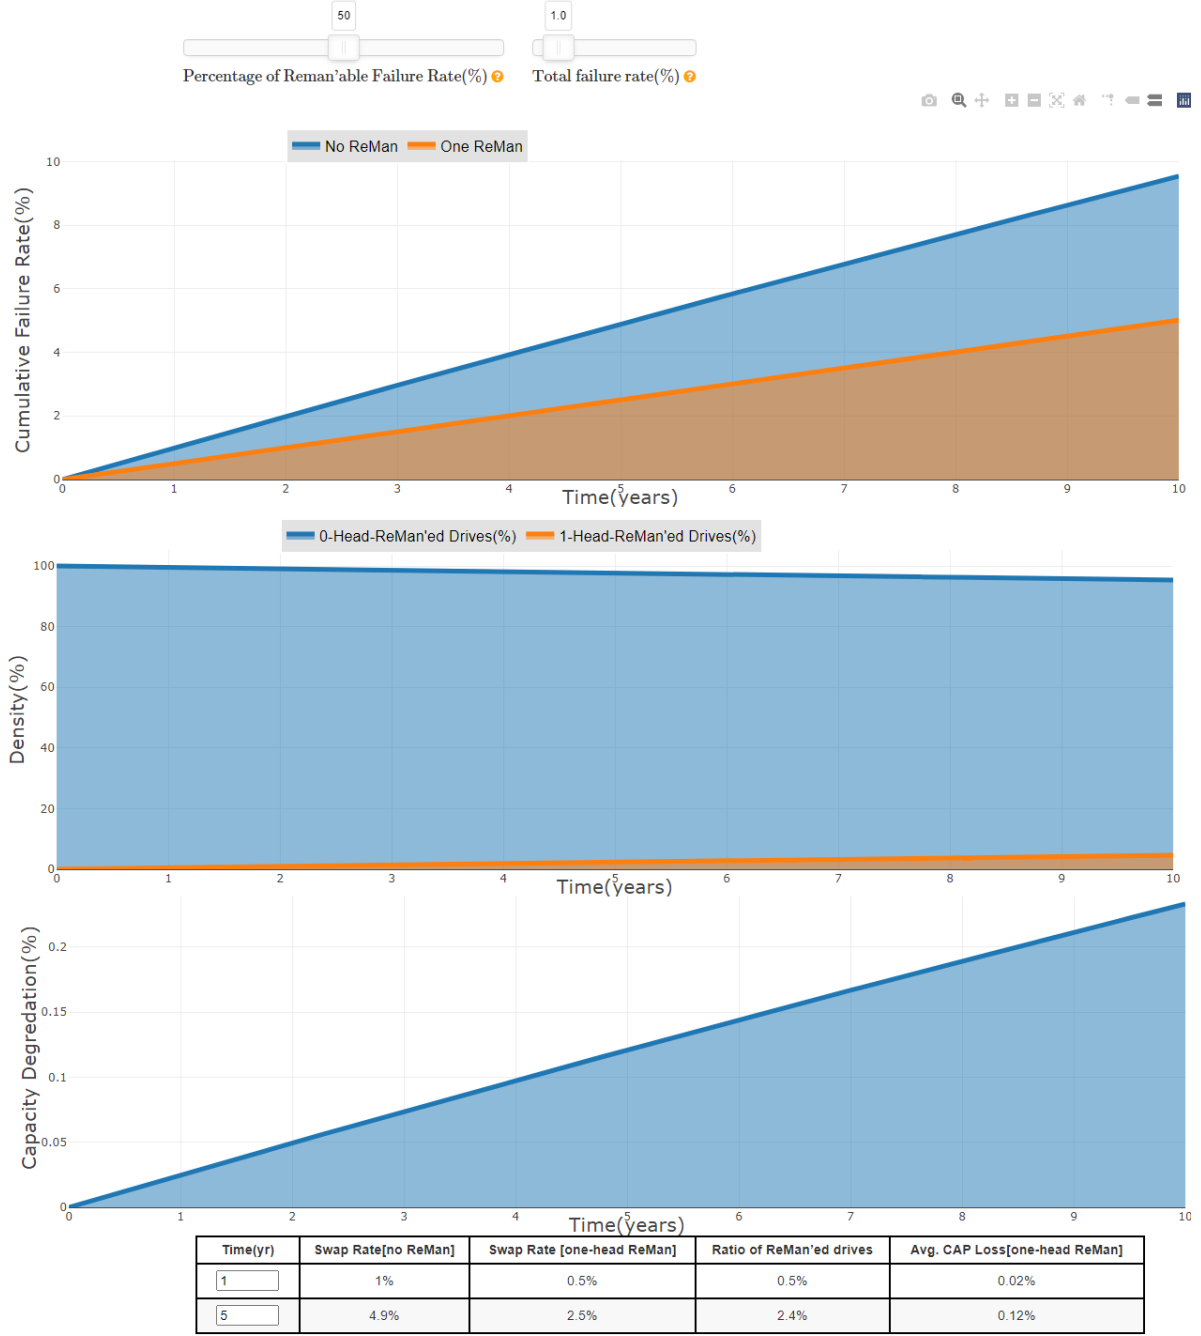 50 1.0
Percentage of Reman'able Failure Rate(%) Total failure rate(%)
No ReMan One ReMan
Cumulative Failure Rate(%)
10
8
6
4
2
0
0 1 2 3 4 5 6 7 8 9 10
Time(years)
0-Head-ReMan'ed Drives(%) 1-Head-ReMan'ed Drives(%)
Density(%)
100
80
60
40
20
0
0 1 2 3 4 5 6 7 8 9 10
Time(years)
Capacity Degredation(%)
0.2
0.15
0.1
0.05
0
0 1 2 3 4 5 6 7 8 9 10
Time(years)
Time(yr) Swap Rate[no ReMan] Swap Rate [one-head ReMan] Ratio of ReMan'ed drives Avg. CAP Loss[one-head ReMan]
1 1% 0.5% 0.5% 0.02%
5 4.9% 2.5% 2.4% 0.12%